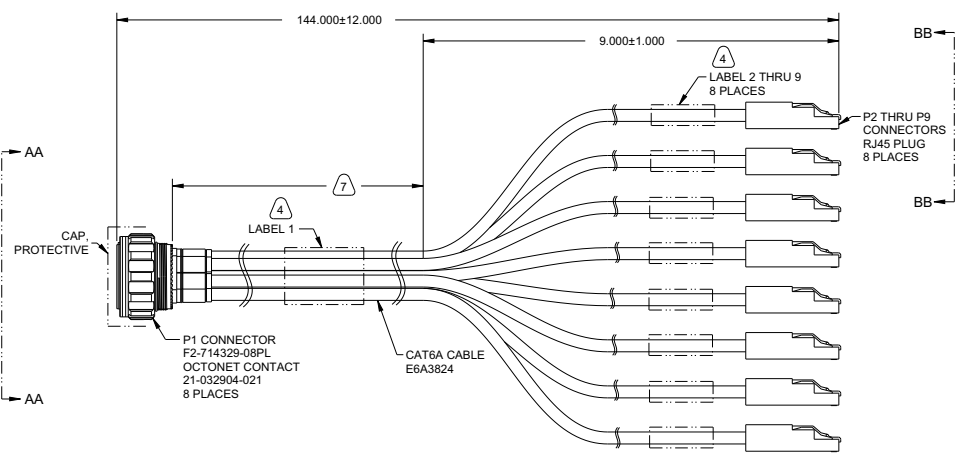 144.000±12.000
9.000±1.000
BB
4
LABEL 2 THRU 9
8 PLACES
P2 THRU P9
CONNECTORS
RJ45 PLUG
8 PLACES
AA
7
BB
4
LABEL 1
CAP,
PROTECTIVE
P1 CONNECTOR
F2-714329-08PL
OCTONET CONTACT
21-032904-021
8 PLACES
CAT6A CABLE
E6A3824
AA